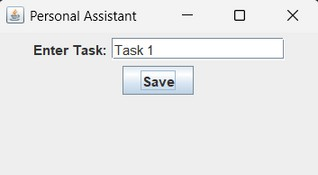 Personal Assistant
Enter Task: Task 1
Save